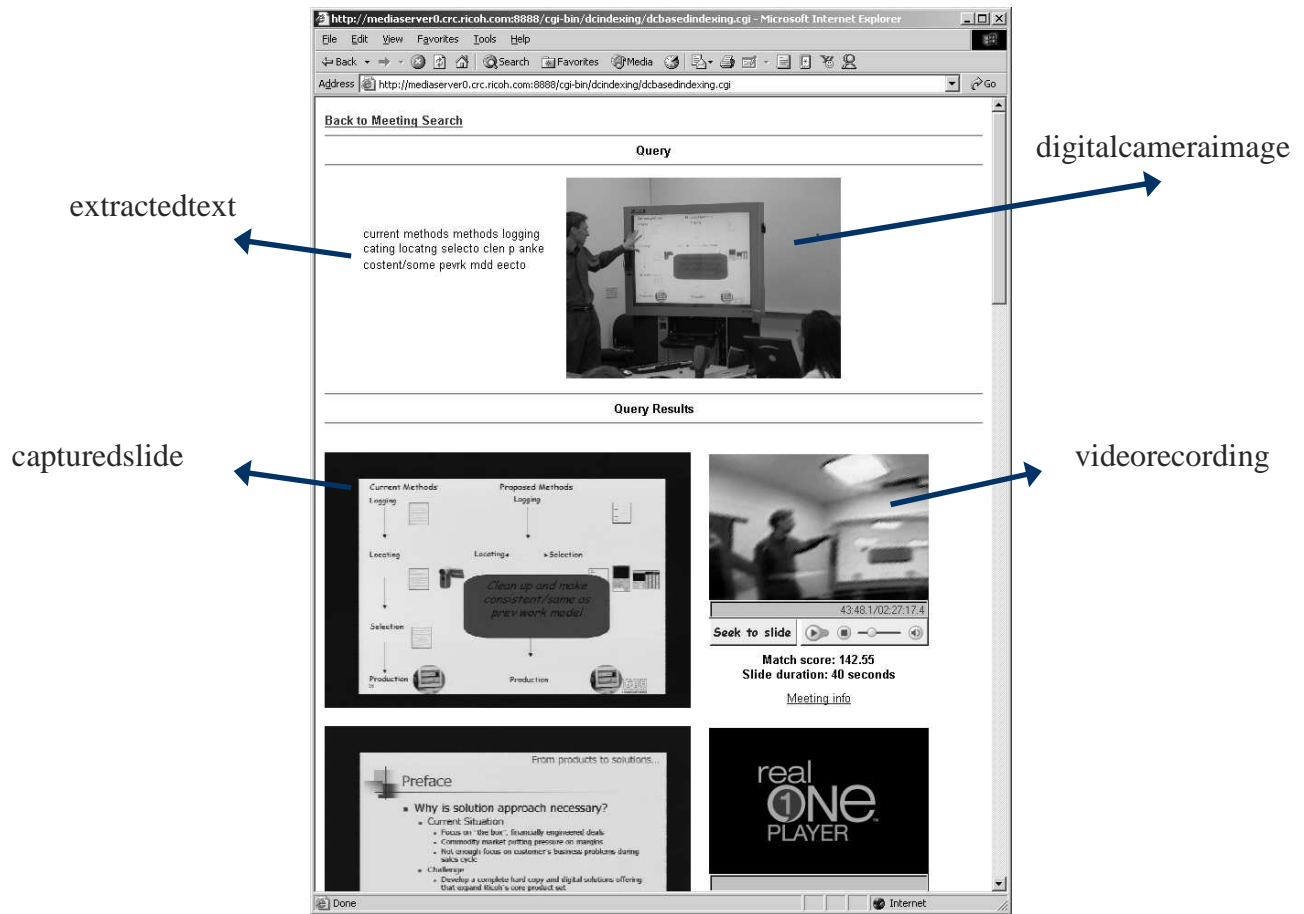 http://mediaserver0.crc.ricoh.com:8888/cgi-bin/dcindexing/dcbasedindexing.cgi - Microsoft Internet Explorer
File Edit View Favorites Tools Help
Back Search Favorites Media
Address http://mediaserver0.crc.ricoh.com:8888/cgi-bin/dcindexing/dcbasedindexing.cgi Go
Back to Meeting Search
Query
digitalcameraimage
extractedtext
current methods methods logging
cating locatng selecto clen p anke
costent/some pevrk mdd eecto
Query Results
capturedslide
videorecording
Current Methods Proposed Methods
Logging Logging
Locating Locating Selection
Clean up and make
consistent/same as
prev work model
Selection
Production Production
43:48.1/02:27:17.4
Seek to slide
Match score: 142.55
Slide duration: 40 seconds
Meeting info
From products to solutions...
Preface
Why is solution approach necessary?
Current Situation
Focus on "the box", financially engineered deals
Commodity market putting pressure on margins
Not enough focus on customer's business problems during
sales cycle
Challenge
Develop a complete hard copy and digital solutions offering
that expand Ricoh's core product set
real
ONE
PLAYER
Done Internet